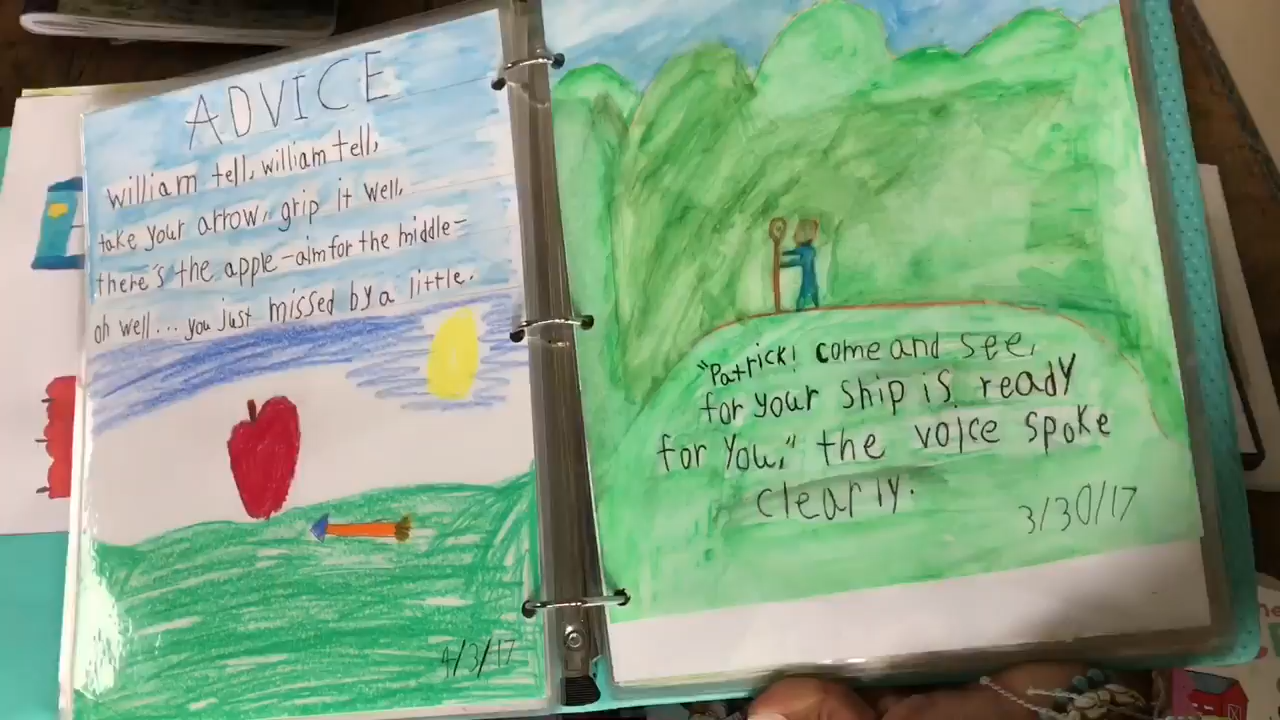 ADVICE
william tell, william tell,
take your arrow, grip it well,
there's the apple-aim for the middle-
oh well... you just missed by a little.
4/3/17
"Patrick! come and see,
for your ship is ready
for you," the voice spoke
clearly.
3/30/17